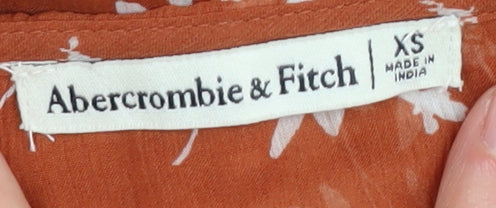 Abercrombie & Fitch
XS
MADE IN
INDIA